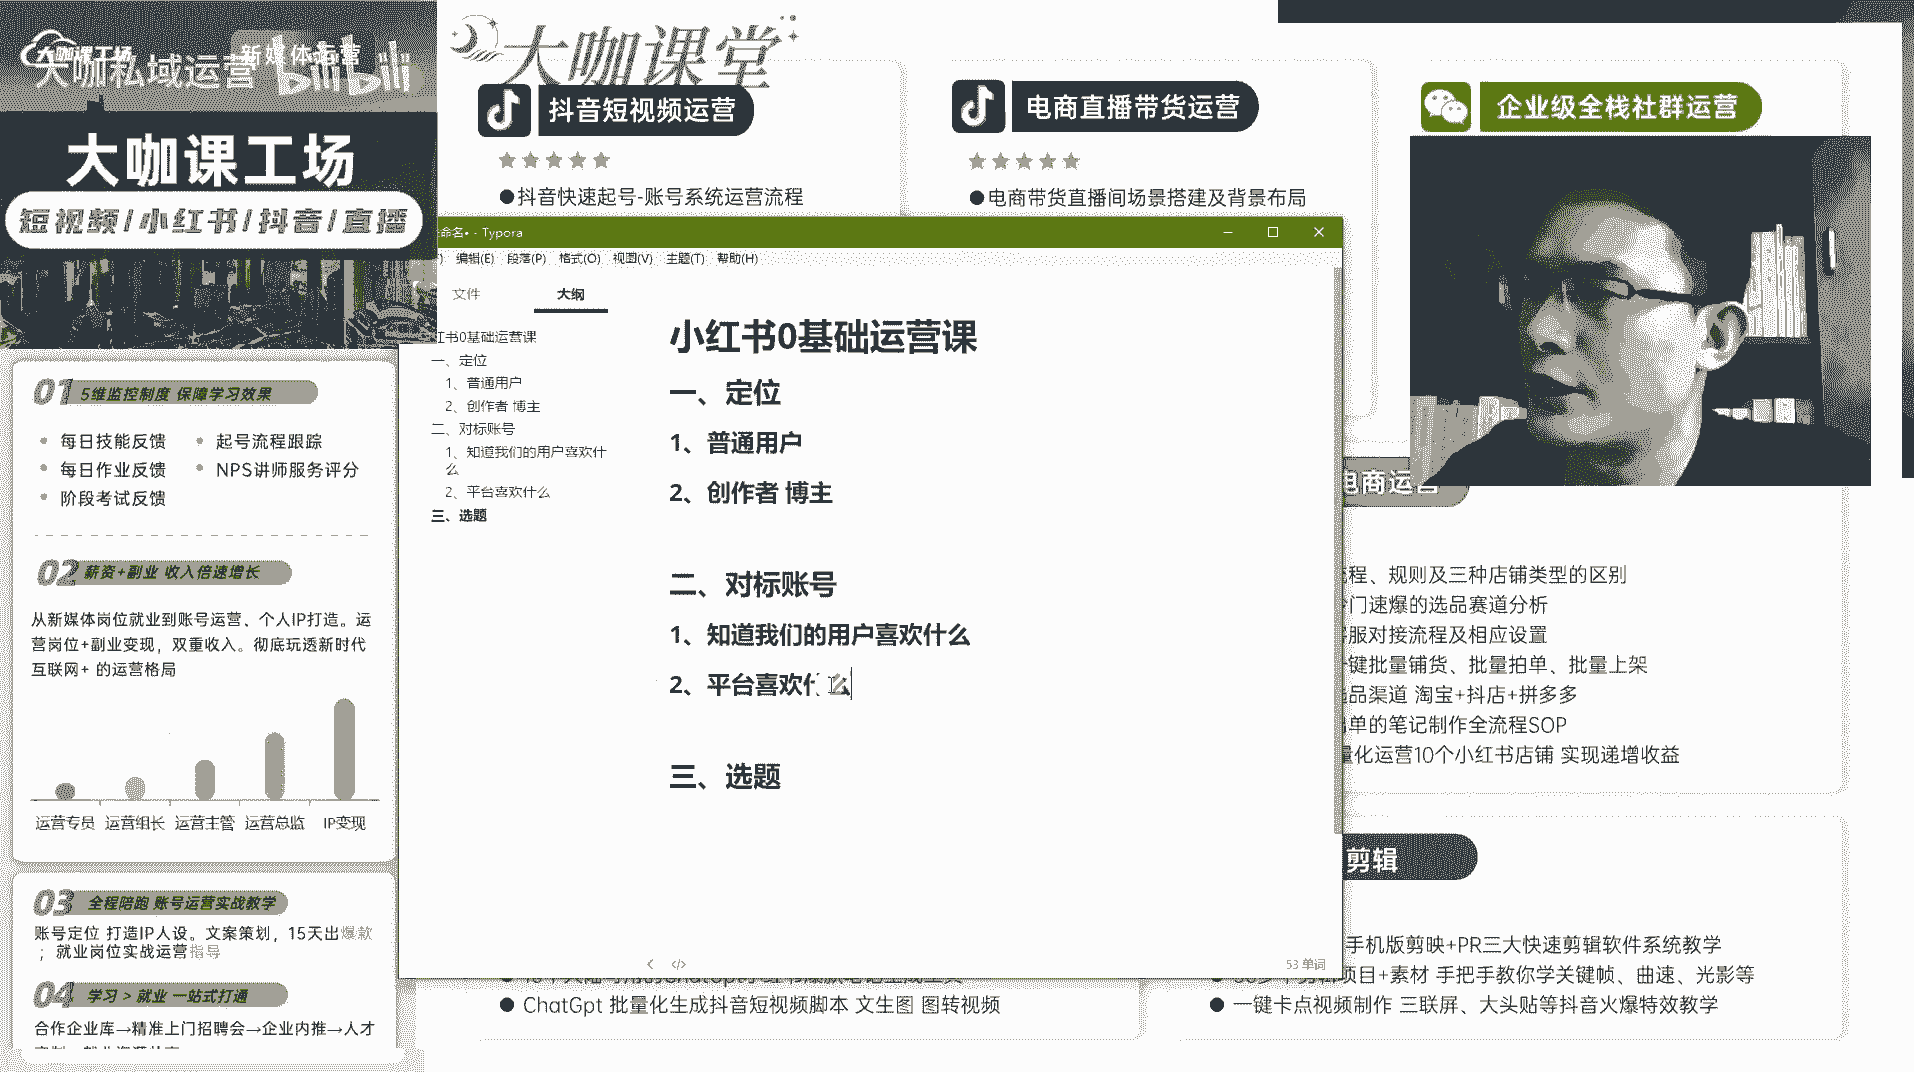 大咖课工场
大咖私域运营
新媒体运营
bilibili
大咖课工场
短视频/小红书/抖音/直播
01 5维监控制度 保障学习效果
每日技能反馈
起号流程跟踪
每日作业反馈
NPS讲师服务评分
阶段考试反馈
02 薪资+副业 收入倍速增长
从新媒体岗位就业到账号运营、个人IP打造。运
营岗位+副业变现，双重收入。彻底玩透新时代
互联网+ 的运营格局
运营专员 运营组长 运营主管 运营总监 IP变现
03 全程陪跑 账号运营实战教学
账号定位 打造IP人设。文案策划，15天出爆款
；就业岗位实战运营指导
04 学习 > 就业 一站式打通
合作企业库→精准上门招聘会→企业内推→人才
大咖课堂
抖音短视频运营
●抖音快速起号-账号系统运营流程
电商直播带货运营
●电商带货直播间场景搭建及背景布局
企业级全栈社群运营
命名• - Typora
编辑(E) 段落(P) 格式(O) 视图(V) 主题(T) 帮助(H)
文件 大纲
红书0基础运营课
一、定位
1、普通用户
2、创作者 博主
二、对标账号
1、知道我们的用户喜欢什
么
2、平台喜欢什么
三、选题
小红书0基础运营课
一、定位
1、普通用户
2、创作者 博主
二、对标账号
1、知道我们的用户喜欢什么
2、平台喜欢什么
三、选题
53 单词
电商运营
程、规则及三种店铺类型的区别
门速爆的选品赛道分析
服对接流程及相应设置
键批量铺货、批量拍单、批量上架
品渠道 淘宝+抖店+拼多多
单的笔记制作全流程SOP
量化运营10个小红书店铺 实现递增收益
剪辑
手机版剪映+PR三大快速剪辑软件系统教学
项目+素材 手把手教你学关键帧、曲速、光影等
● 一键卡点视频制作 三联屏、大头贴等抖音火爆特效教学
● ChatGpt 批量化生成抖音短视频脚本 文生图 图转视频